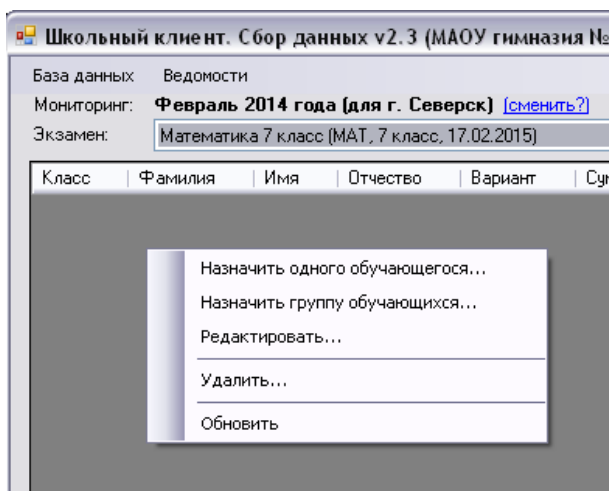 Школьный клиент. Сбор данных v2.3 (МАОУ гимназия №
База данных Ведомости
Мониторинг: Февраль 2014 года (для г. Северск) (сменить?)
Экзамен: Математика 7 класс (МАТ, 7 класс, 17.02.2015)
Класс Фамилия Имя Отчество Вариант
Назначить одного обучающегося...
Назначить группу обучающихся...
Редактировать...
Удалить...
Обновить